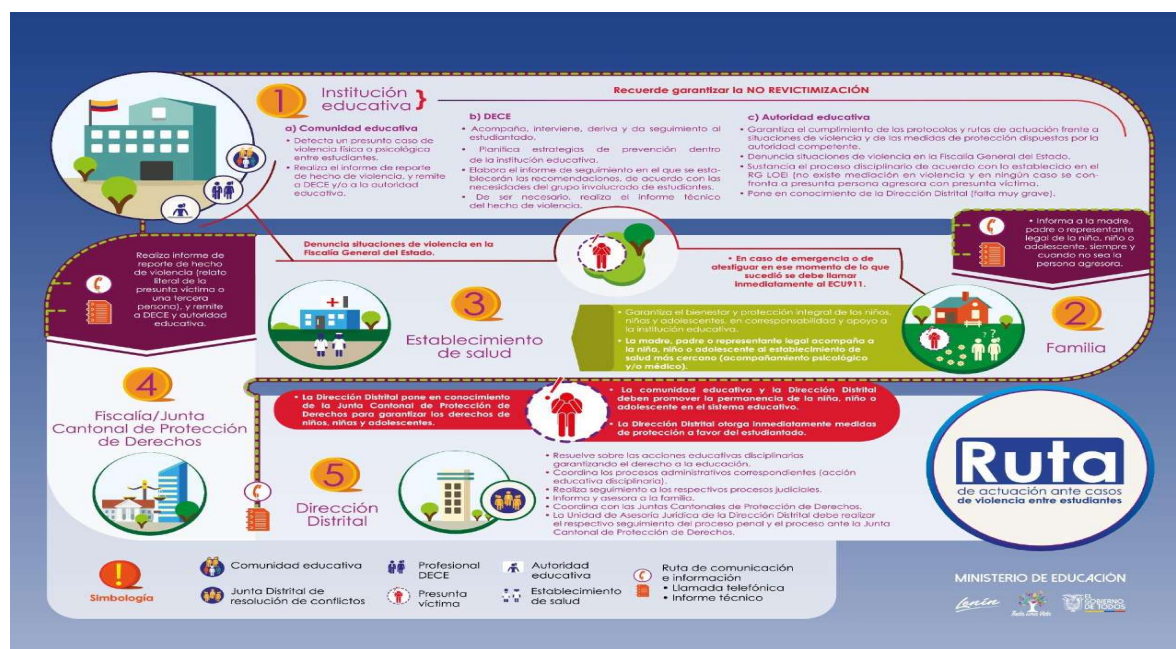 1
Institución
educativa }
Recuerde garantizar la NO REVICTIMIZACIÓN
a) Comunidad educativa
• Detecta un presunto caso de
violencia física o psicológica
entre estudiantes.
• Realiza el informe de reporte
de hecho de violencia, y remite
a DECE y/o a la autoridad
educativa.
b) DECE
• Acompaña, interviene, deriva y da seguimiento al
estudiantado.
• Planifica estrategias de prevención dentro
de la institución educativa.
• Elabora el informe de seguimiento en el que se esta-
blecerán las recomendaciones, de acuerdo con las
necesidades del grupo involucrado de estudiantes.
• De ser necesario, realiza el informe técnico
del hecho de violencia.
c) Autoridad educativa
• Garantiza el cumplimiento de los protocolos y rutas de actuación frente a
situaciones de violencia y de las medidas de protección dispuestas por la
autoridad competente.
• Denuncia situaciones de violencia en la Fiscalía General del Estado.
• Sustancia el proceso disciplinario de acuerdo con lo establecido en el
RG LOEI (no existe mediación en violencia y en ningún caso se con-
fronta a presunta persona agresora con presunta víctima.
• Pone en conocimiento de la Dirección Distrital (falta muy grave).
• Informa a la madre,
padre o representante
legal de la niña, niño o
adolescente, siempre y
cuando no sea la
persona agresora.
2
Familia
Denuncia situaciones de violencia en la
Fiscalía General del Estado.
• En caso de emergencia o de
atestiguar en ese momento de lo que
sucedió se debe llamar
inmediatamente al ECU911.
• Garantiza el bienestar y protección integral de los niños,
niñas y adolescentes, en corresponsabilidad y apoyo a
la institución educativa.
• La madre, padre o representante legal acompaña a
la niña, niño o adolescente al establecimiento de
salud más cercano (acompañamiento psicológico
y/o médico).
3
Establecimiento
de salud
Realiza informe de
reporte de hecho
de violencia (relato
literal de la
presunta víctima o
una tercera
persona), y remite
a DECE y autoridad
educativa.
4
Fiscalía/Junta
Cantonal de Protección
de Derechos
• La Dirección Distrital pone en conocimiento
de la Junta Cantonal de Protección de
Derechos para garantizar los derechos de
niños, niñas y adolescentes.
• La comunidad educativa y la Dirección Distrital
deben promover la permanencia de la niña, niño o
adolescente en el sistema educativo.
• La Dirección Distrital otorga inmediatamente medidas
de protección a favor del estudiantado.
5
Dirección
Distrital
• Resuelve sobre las acciones educativas disciplinarias
garantizando el derecho a la educación.
• Coordina los procesos administrativos correspondientes (acción
educativa disciplinaria).
• Realiza seguimiento a los respectivos procesos judiciales.
• Informa y asesora a la familia.
• Coordina con las Juntas Cantonales de Protección de Derechos.
• La Unidad de Asesoría Jurídica de la Dirección Distrital debe realizar
el respectivo seguimiento del proceso penal y el proceso ante la Junta
Cantonal de Protección de Derechos.
Ruta
de actuación ante casos
de violencia entre estudiantes
!
Simbología
Comunidad educativa
Junta Distrital de
resolución de conflictos
Profesional
DECE
Presunta
víctima
Autoridad
educativa
Establecimiento
de salud
Ruta de comunicación
e información
• Llamada telefónica
• Informe técnico
MINISTERIO DE EDUCACIÓN
Lenín
Toda una Vida
EL
GOBIERNO
DE TODOS